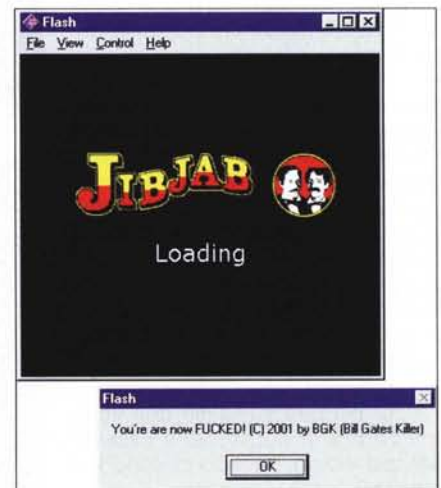 Flash
File View Control Help
JIBJAB
Loading
Flash
You're are now FUCKED! (C) 2001 by BGK (Bill Gates Killer)
OK